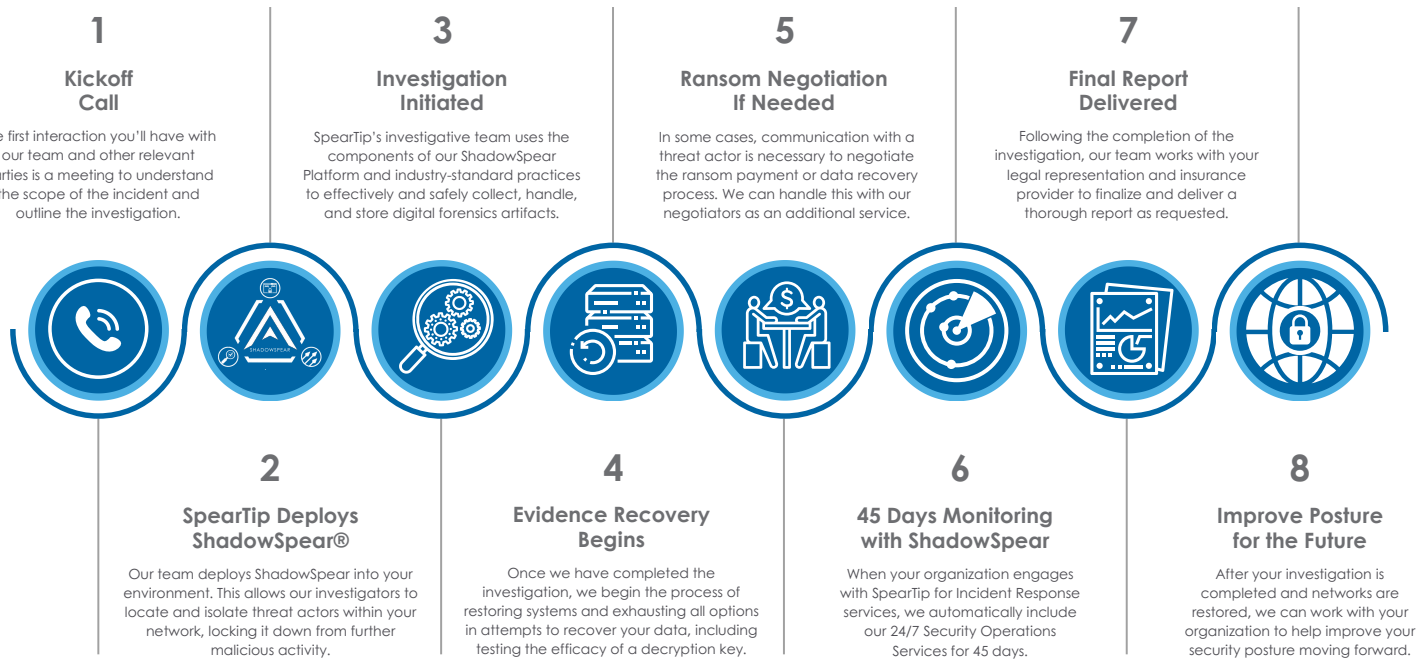 1
Kickoff
Call
first interaction you'll have with
our team and other relevant
is a meeting to understand
the scope of the incident and
outline the investigation.
2
SpearTip Deploys
ShadowSpear®
Our team deploys ShadowSpear into your
environment. This allows our investigators to
locate and isolate threat actors within your
network, locking it down from further
malicious activity.
3
Investigation
Initiated
SpearTip's investigative team uses the
components of our ShadowSpear
Platform and industry-standard practices
to effectively and safely collect, handle,
and store digital forensics artifacts.
4
Evidence Recovery
Begins
Once we have completed the
investigation, we begin the process of
restoring systems and exhausting all options
in attempts to recover your data, including
testing the efficacy of a decryption key.
5
Ransom Negotiation
If Needed
In some cases, communication with a
threat actor is necessary to negotiate
the ransom payment or data recovery
process. We can handle this with our
negotiators as an additional service.
6
45 Days Monitoring
with ShadowSpear
When your organization engages
with SpearTip for Incident Response
services, we automatically include
our 24/7 Security Operations
Services for 45 days.
7
Final Report
Delivered
Following the completion of the
investigation, our team works with your
legal representation and insurance
provider to finalize and deliver a
thorough report as requested.
8
Improve Posture
for the Future
After your investigation is
completed and networks are
restored, we can work with your
organization to help improve your
security posture moving forward.
SHADOWSPEAR
$